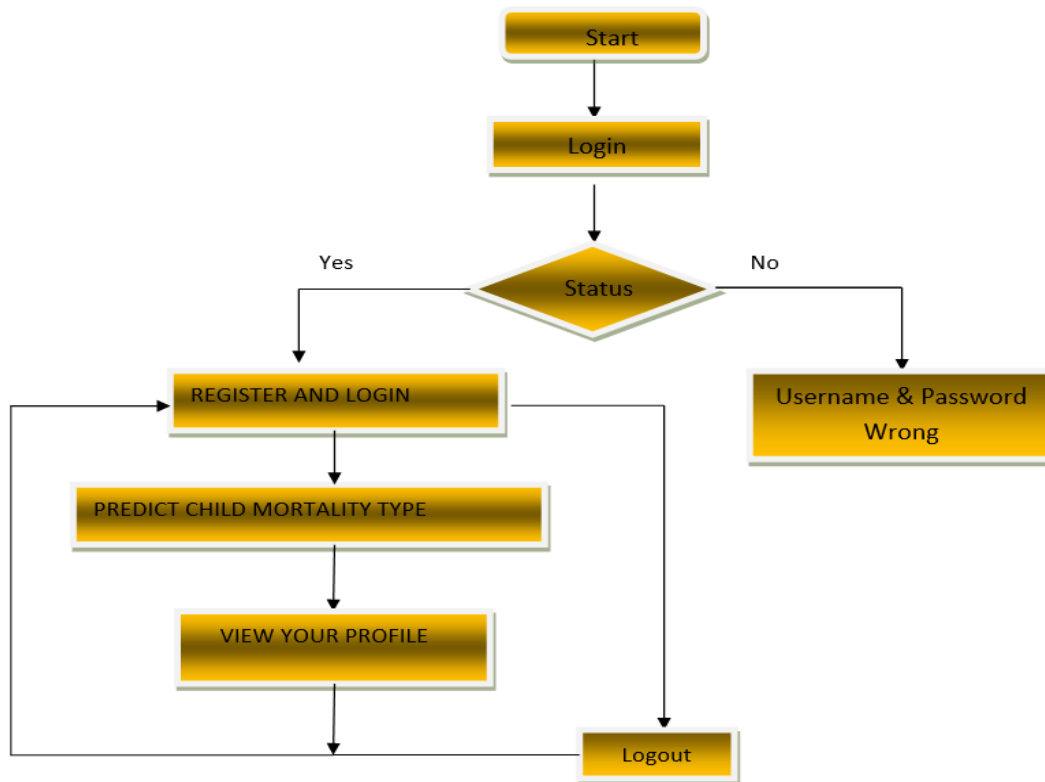 Start
Login
Yes
No
Status
REGISTER AND LOGIN
Username & Password
Wrong
PREDICT CHILD MORTALITY TYPE
VIEW YOUR PROFILE
Logout